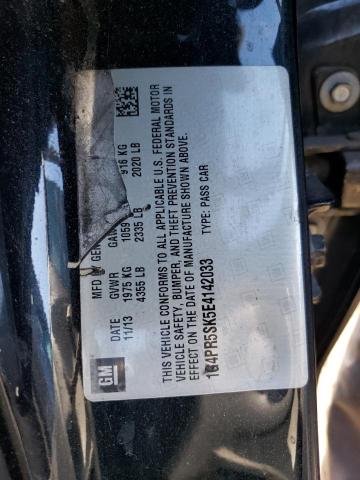 GM
MFD BY GE
DATE GVWR GA
11/13 1975 KG 1059 916 KG
4355 LB 2335 LB 2020 LB
THIS VEHICLE CONFORMS TO ALL APPLICABLE U.S. FEDERAL MOTOR
VEHICLE SAFETY, BUMPER, AND THEFT PREVENTION STANDARDS IN
EFFECT ON THE DATE OF MANUFACTURE SHOWN ABOVE.
1G4PR5SK5E4142033 TYPE: PASS CAR